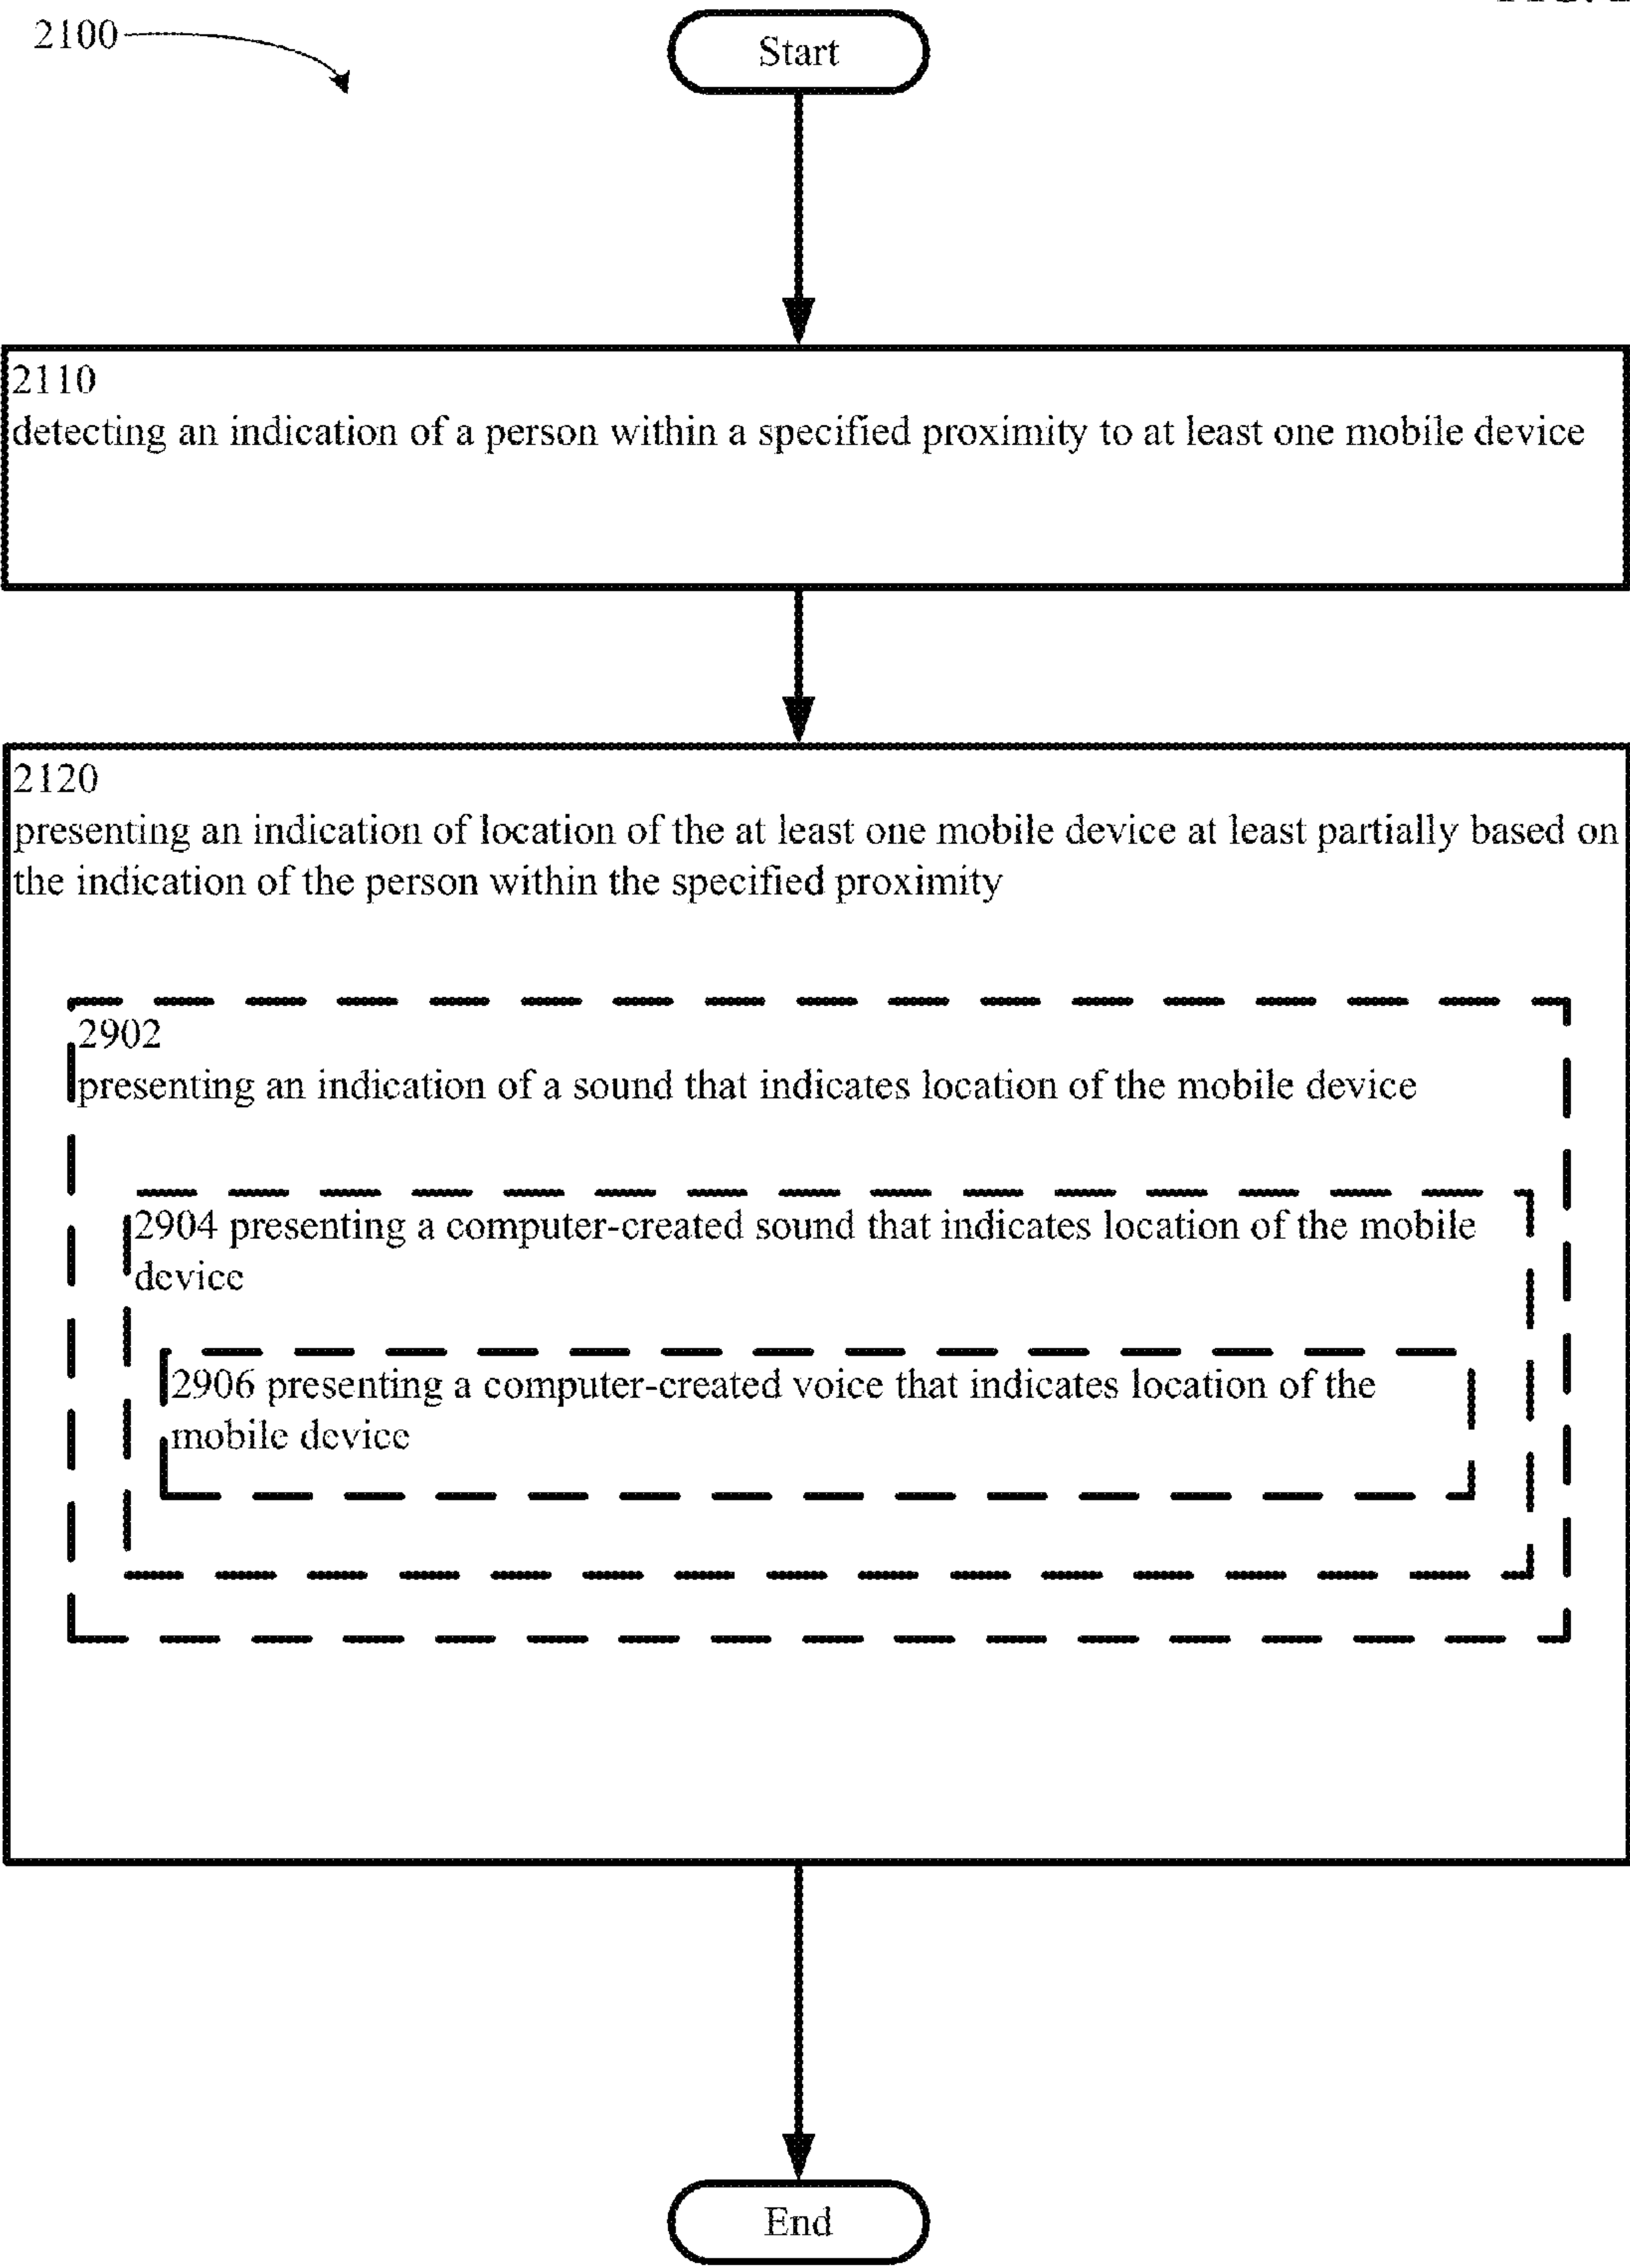 2100
Start
2110
detecting an indication of a person within a specified proximity to at least one mobile device
2120
presenting an indication of location of the at least one mobile device at least partially based on
the indication of the person within the specified proximity
2902
presenting an indication of a sound that indicates location of the mobile device
2904 presenting a computer-created sound that indicates location of the mobile
device
2906 presenting a computer-created voice that indicates location of the
mobile device
End